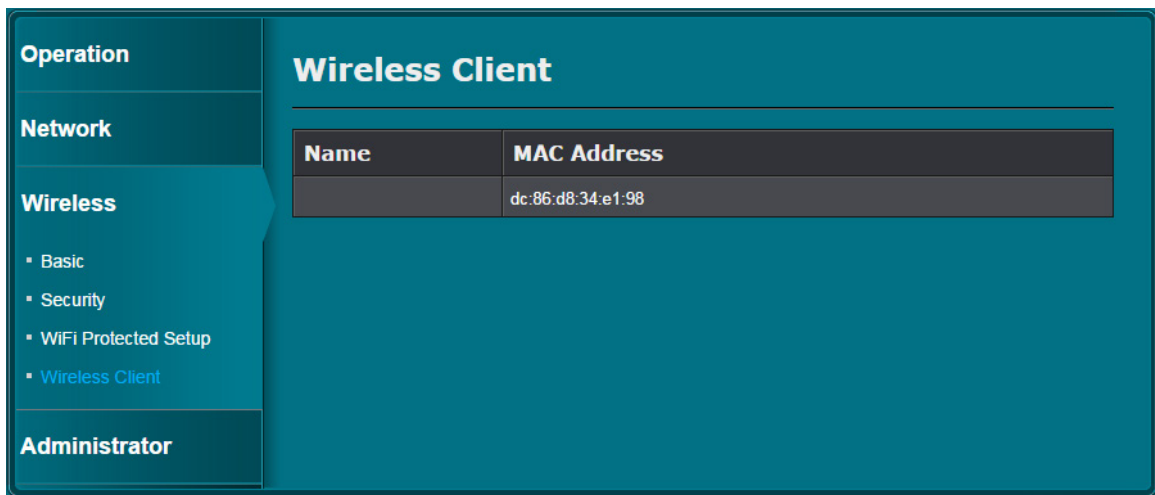 Operation
Network
Wireless
Basic
Security
WiFi Protected Setup
Wireless Client
Administrator
Wireless Client
Name MAC Address
dc:86:d8:34:e1:98